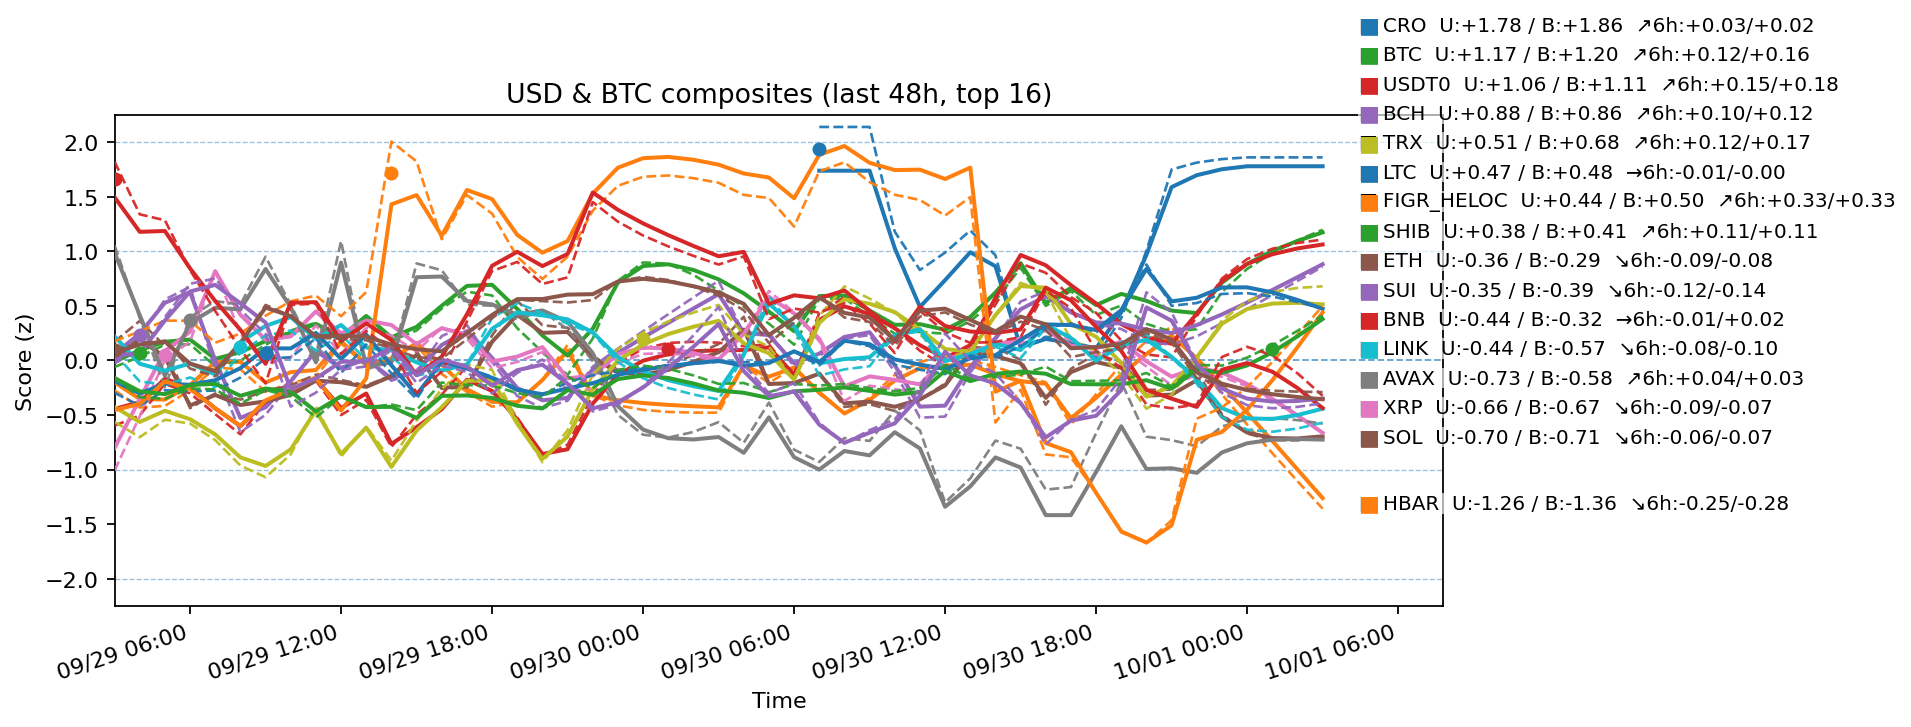 USD & BTC composites (last 48h, top 16)
CRO U:+1.78 / B:+1.86 ↗6h:+0.03/+0.02
BTC U:+1.17 / B:+1.20 ↗6h:+0.12/+0.16
USDT0 U:+1.06 / B:+1.11 ↗6h:+0.15/+0.18
BCH U:+0.88 / B:+0.86 ↗6h:+0.10/+0.12
TRX U:+0.51 / B:+0.68 ↗6h:+0.12/+0.17
LTC U:+0.47 / B:+0.48 →6h:-0.01/-0.00
FIGR_HELOC U:+0.44 / B:+0.50 ↗6h:+0.33/+0.33
SHIB U:+0.38 / B:+0.41 ↗6h:+0.11/+0.11
ETH U:-0.36 / B:-0.29 ↘6h:-0.09/-0.08
SUI U:-0.35 / B:-0.39 ↘6h:-0.12/-0.14
BNB U:-0.44 / B:-0.32 →6h:-0.01/+0.02
LINK U:-0.44 / B:-0.57 ↘6h:-0.08/-0.10
AVAX U:-0.73 / B:-0.58 ↗6h:+0.04/+0.03
XRP U:-0.66 / B:-0.67 ↘6h:-0.09/-0.07
SOL U:-0.70 / B:-0.71 ↘6h:-0.06/-0.07
HBAR U:-1.26 / B:-1.36 ↘6h:-0.25/-0.28
Score (z)
2.0
1.5
1.0
0.5
0.0
−0.5
−1.0
−1.5
−2.0
09/29 06:00
09/29 12:00
09/29 18:00
09/30 00:00
09/30 06:00
09/30 12:00
09/30 18:00
10/01 00:00
10/01 06:00
Time